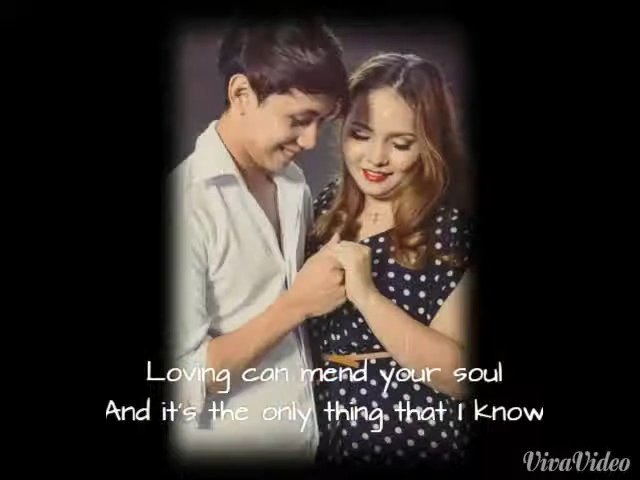 Loving can mend your soul
And it's the only thing that I know
VivaVideo